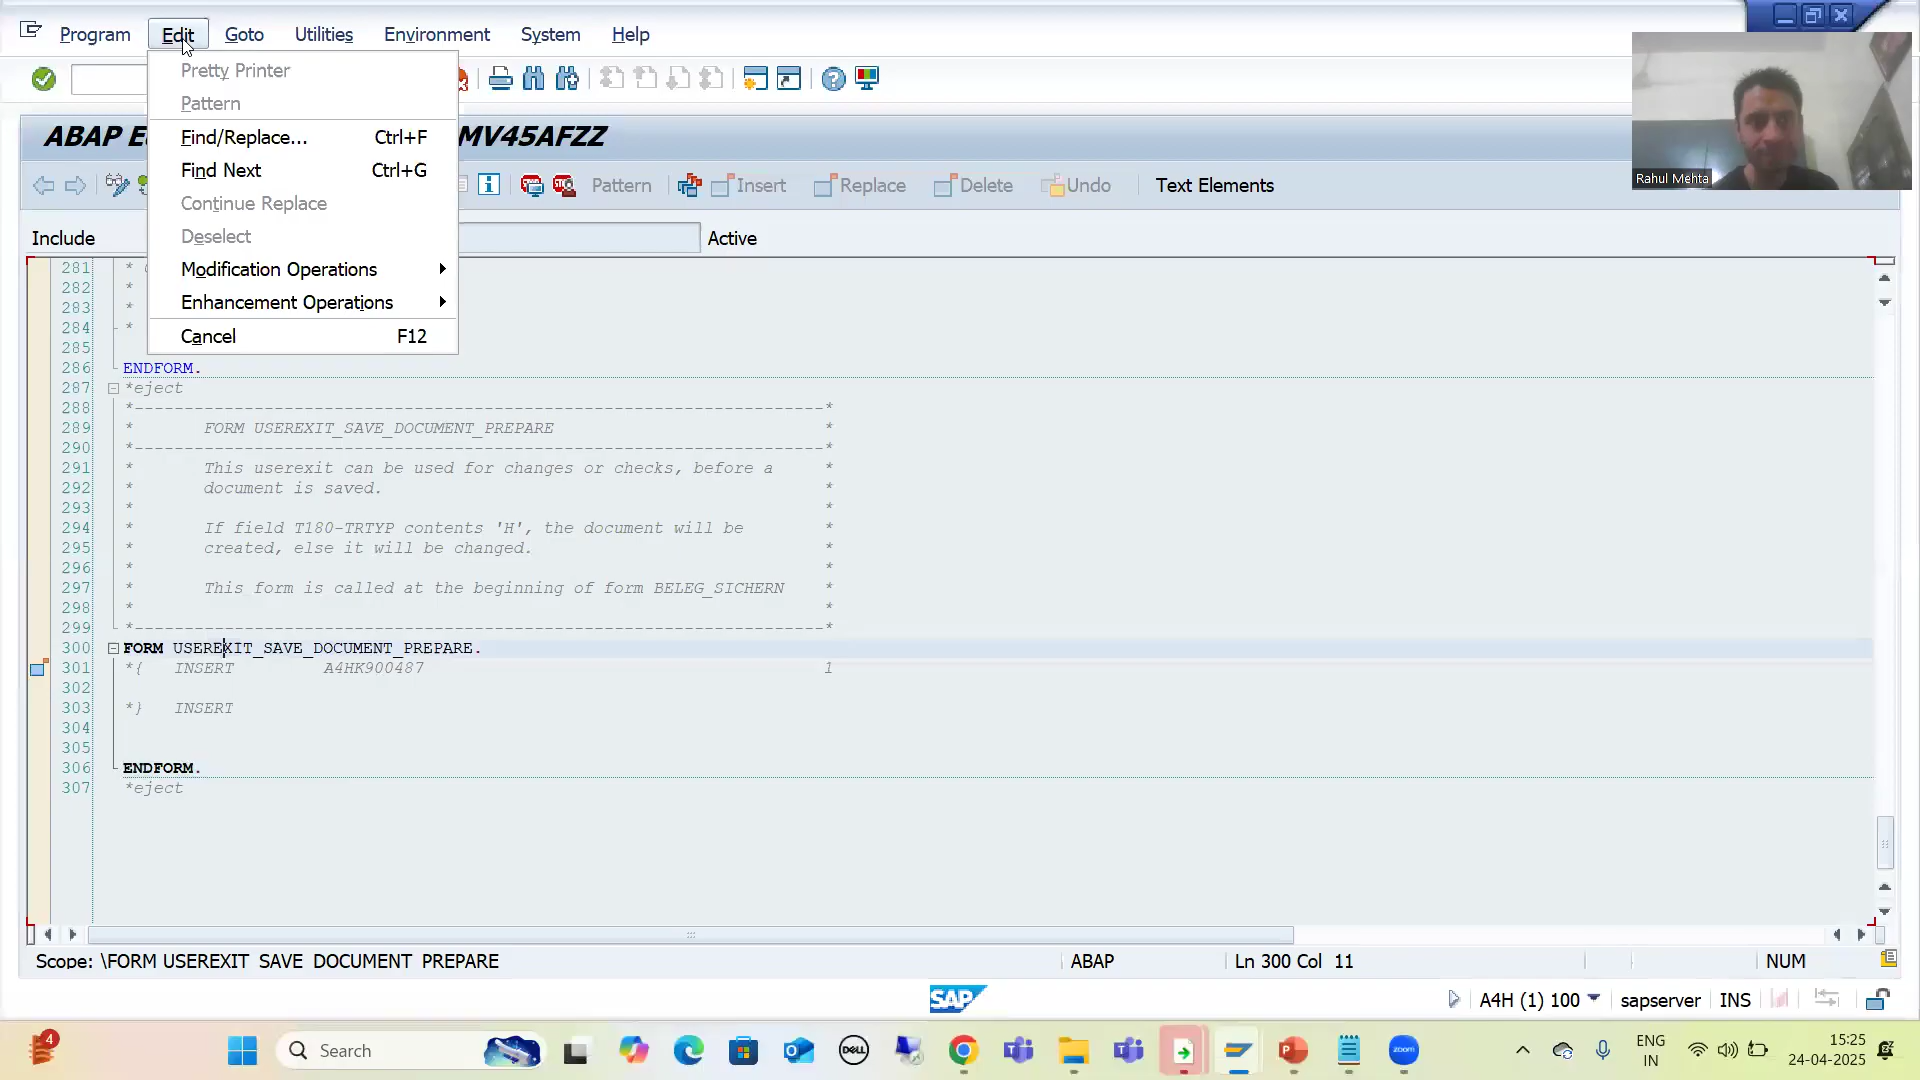 Program Edit Goto Utilities Environment System Help
Pretty Printer
Pattern
Find/Replace... Ctrl+F
Find Next Ctrl+G
Continue Replace
Deselect
Modification Operations
Enhancement Operations
Cancel F12
MV45AFZZ
Pattern Insert Replace Delete Undo Text Elements
Rahul Mehta
Include Active
281 *
282 *
283 *
284 *
285
286 ENDFORM.
287 *eject
288 *---------------------------------------------------------------------*
289 * FORM USEREXIT_SAVE_DOCUMENT_PREPARE *
290 *---------------------------------------------------------------------*
291 * This userexit can be used for changes or checks, before a *
292 * document is saved. *
293 * *
294 * If field T180-TRTYP contents 'H', the document will be *
295 * created, else it will be changed. *
296 * *
297 * This form is called at the beginning of form BELEG_SICHERN *
298 * *
299 *---------------------------------------------------------------------*
300 FORM USEREXIT_SAVE_DOCUMENT_PREPARE.
301 *{ INSERT A4HK900487 1
302
303 *} INSERT
304
305
306 ENDFORM.
307 *eject
Scope: \FORM USEREXIT_SAVE_DOCUMENT_PREPARE ABAP Ln 300 Col 11 NUM
SAP A4H (1) 100 sapserver INS
4 Search DELL zoom ENG IN 15:25 24-04-2025